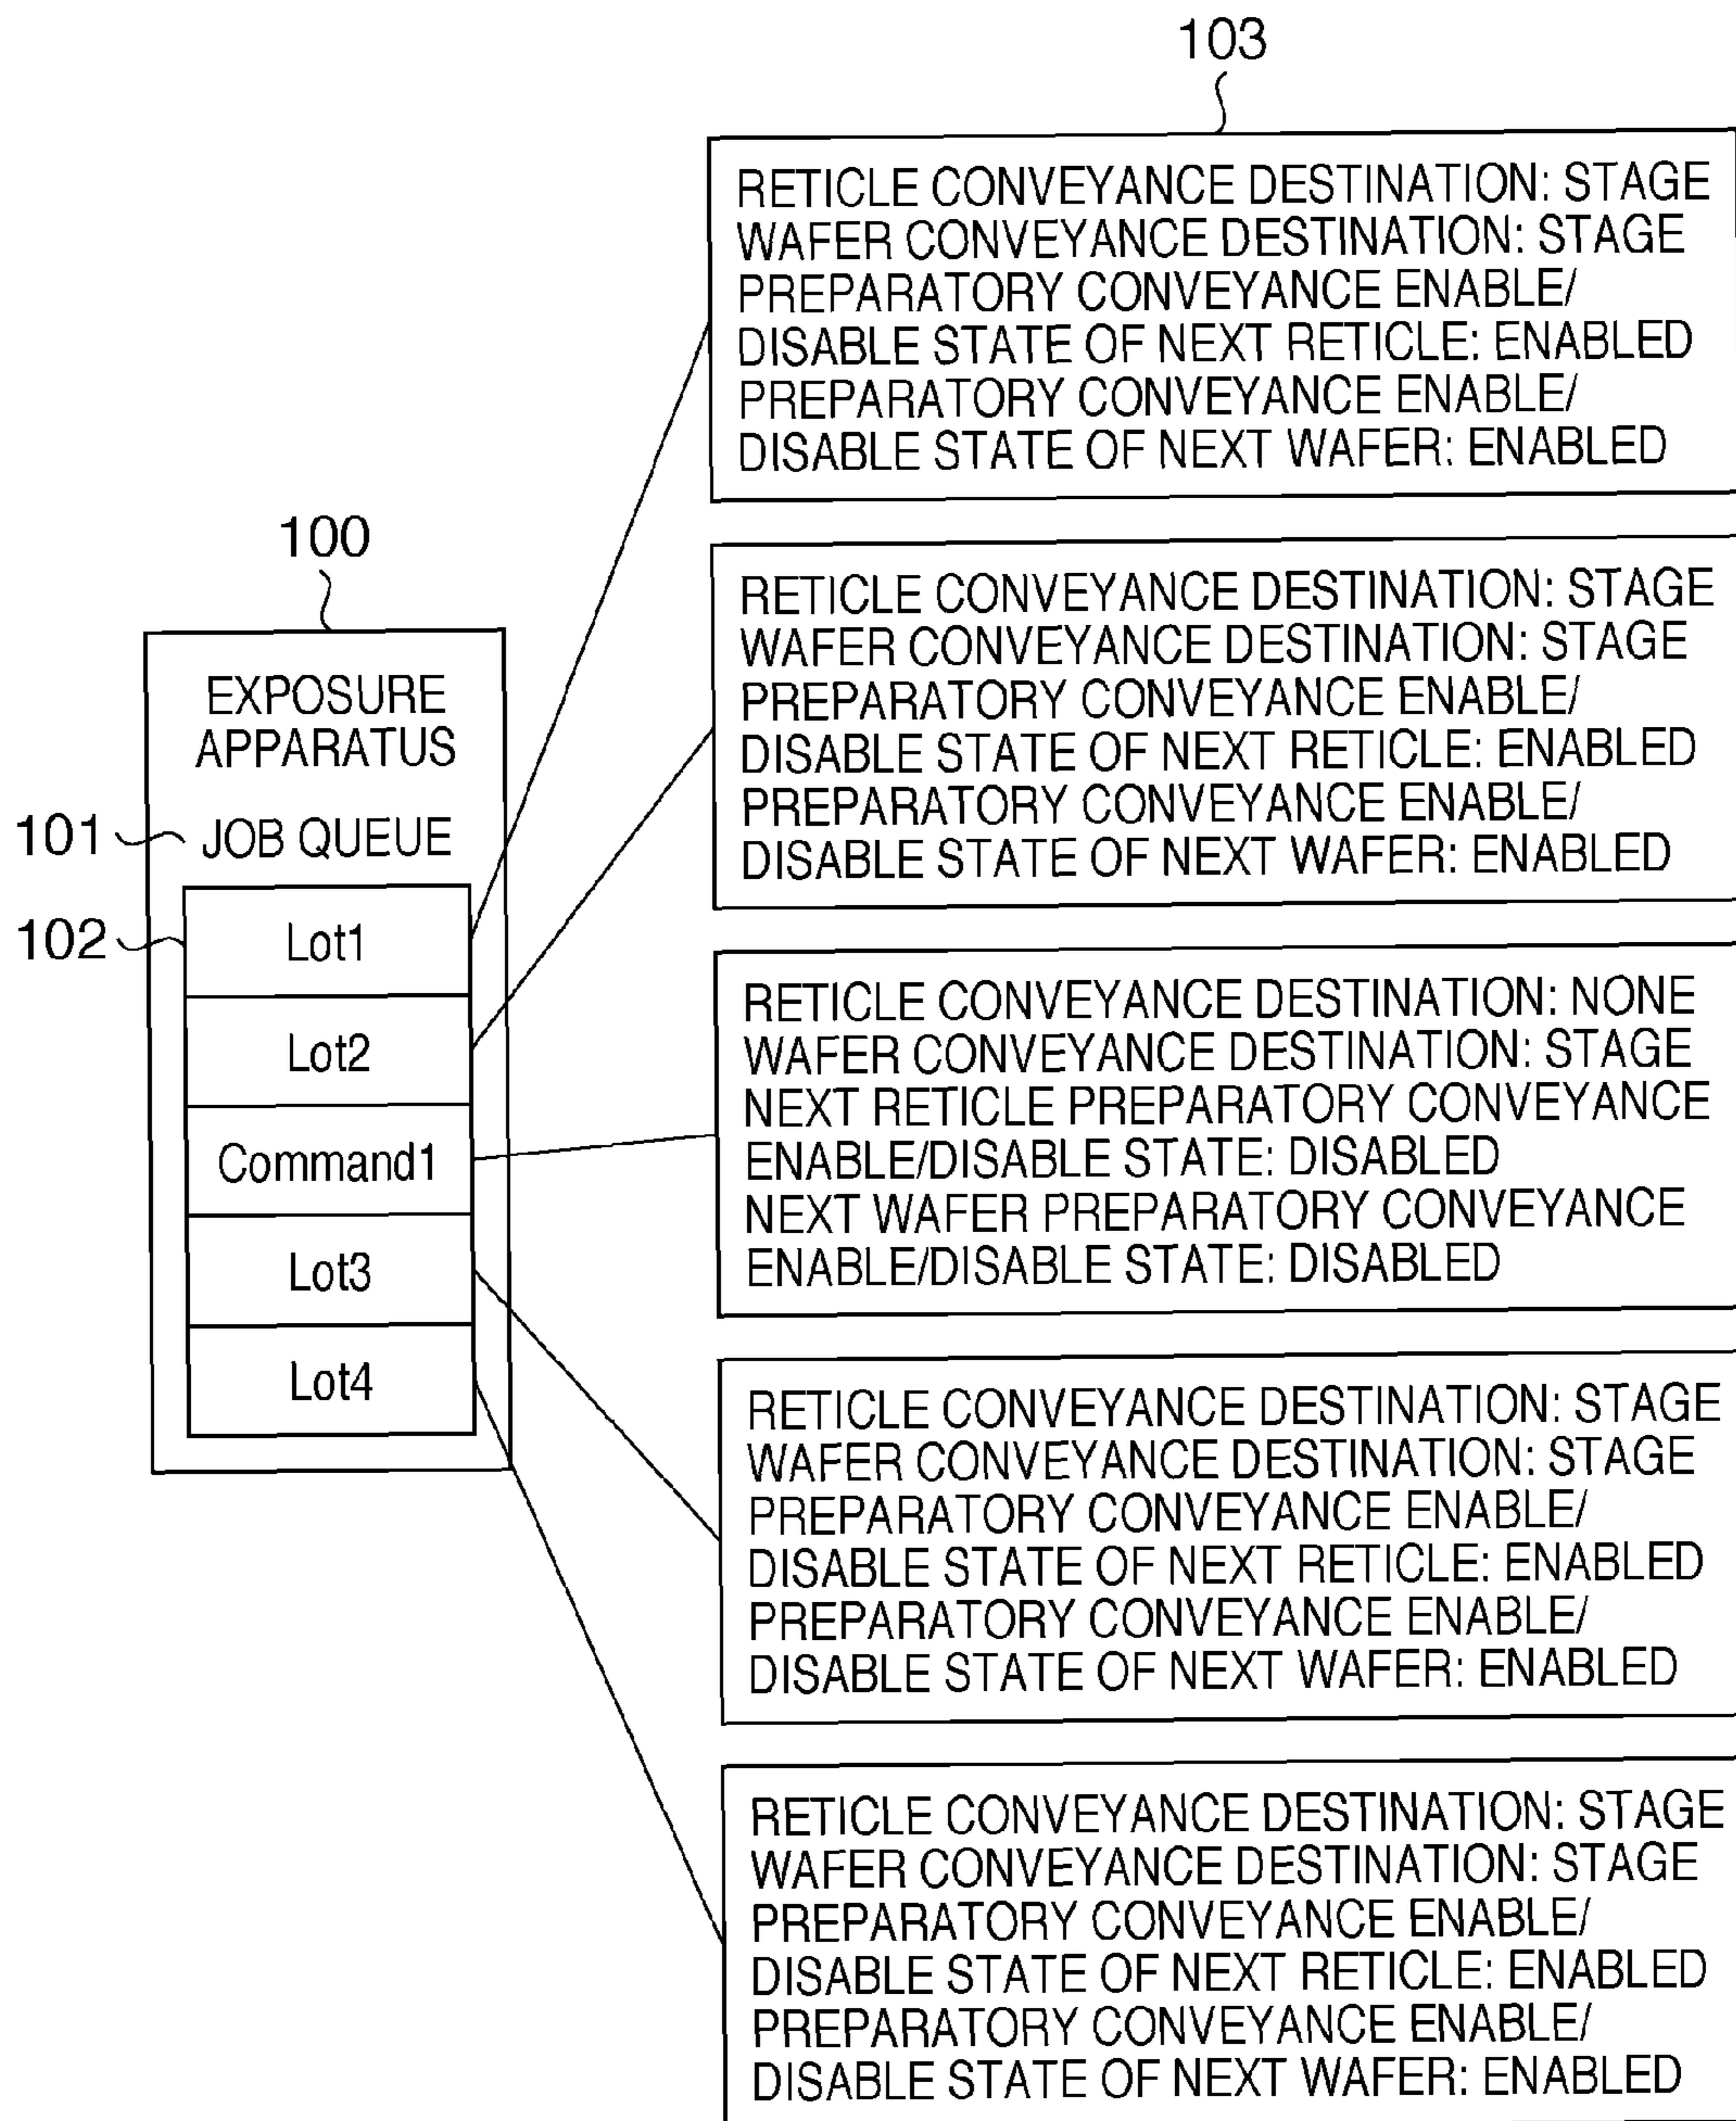 103
RETICLE CONVEYANCE DESTINATION: STAGE
WAFER CONVEYANCE DESTINATION: STAGE
PREPARATORY CONVEYANCE ENABLE/
DISABLE STATE OF NEXT RETICLE: ENABLED
PREPARATORY CONVEYANCE ENABLE/
DISABLE STATE OF NEXT WAFER: ENABLED
100
EXPOSURE
APPARATUS
101
JOB QUEUE
102
Lot1
Lot2
Command1
Lot3
Lot4
RETICLE CONVEYANCE DESTINATION: STAGE
WAFER CONVEYANCE DESTINATION: STAGE
PREPARATORY CONVEYANCE ENABLE/
DISABLE STATE OF NEXT RETICLE: ENABLED
PREPARATORY CONVEYANCE ENABLE/
DISABLE STATE OF NEXT WAFER: ENABLED
RETICLE CONVEYANCE DESTINATION: NONE
WAFER CONVEYANCE DESTINATION: STAGE
NEXT RETICLE PREPARATORY CONVEYANCE
ENABLE/DISABLE STATE: DISABLED
NEXT WAFER PREPARATORY CONVEYANCE
ENABLE/DISABLE STATE: DISABLED
RETICLE CONVEYANCE DESTINATION: STAGE
WAFER CONVEYANCE DESTINATION: STAGE
PREPARATORY CONVEYANCE ENABLE/
DISABLE STATE OF NEXT RETICLE: ENABLED
PREPARATORY CONVEYANCE ENABLE/
DISABLE STATE OF NEXT WAFER: ENABLED
RETICLE CONVEYANCE DESTINATION: STAGE
WAFER CONVEYANCE DESTINATION: STAGE
PREPARATORY CONVEYANCE ENABLE/
DISABLE STATE OF NEXT RETICLE: ENABLED
PREPARATORY CONVEYANCE ENABLE/
DISABLE STATE OF NEXT WAFER: ENABLED